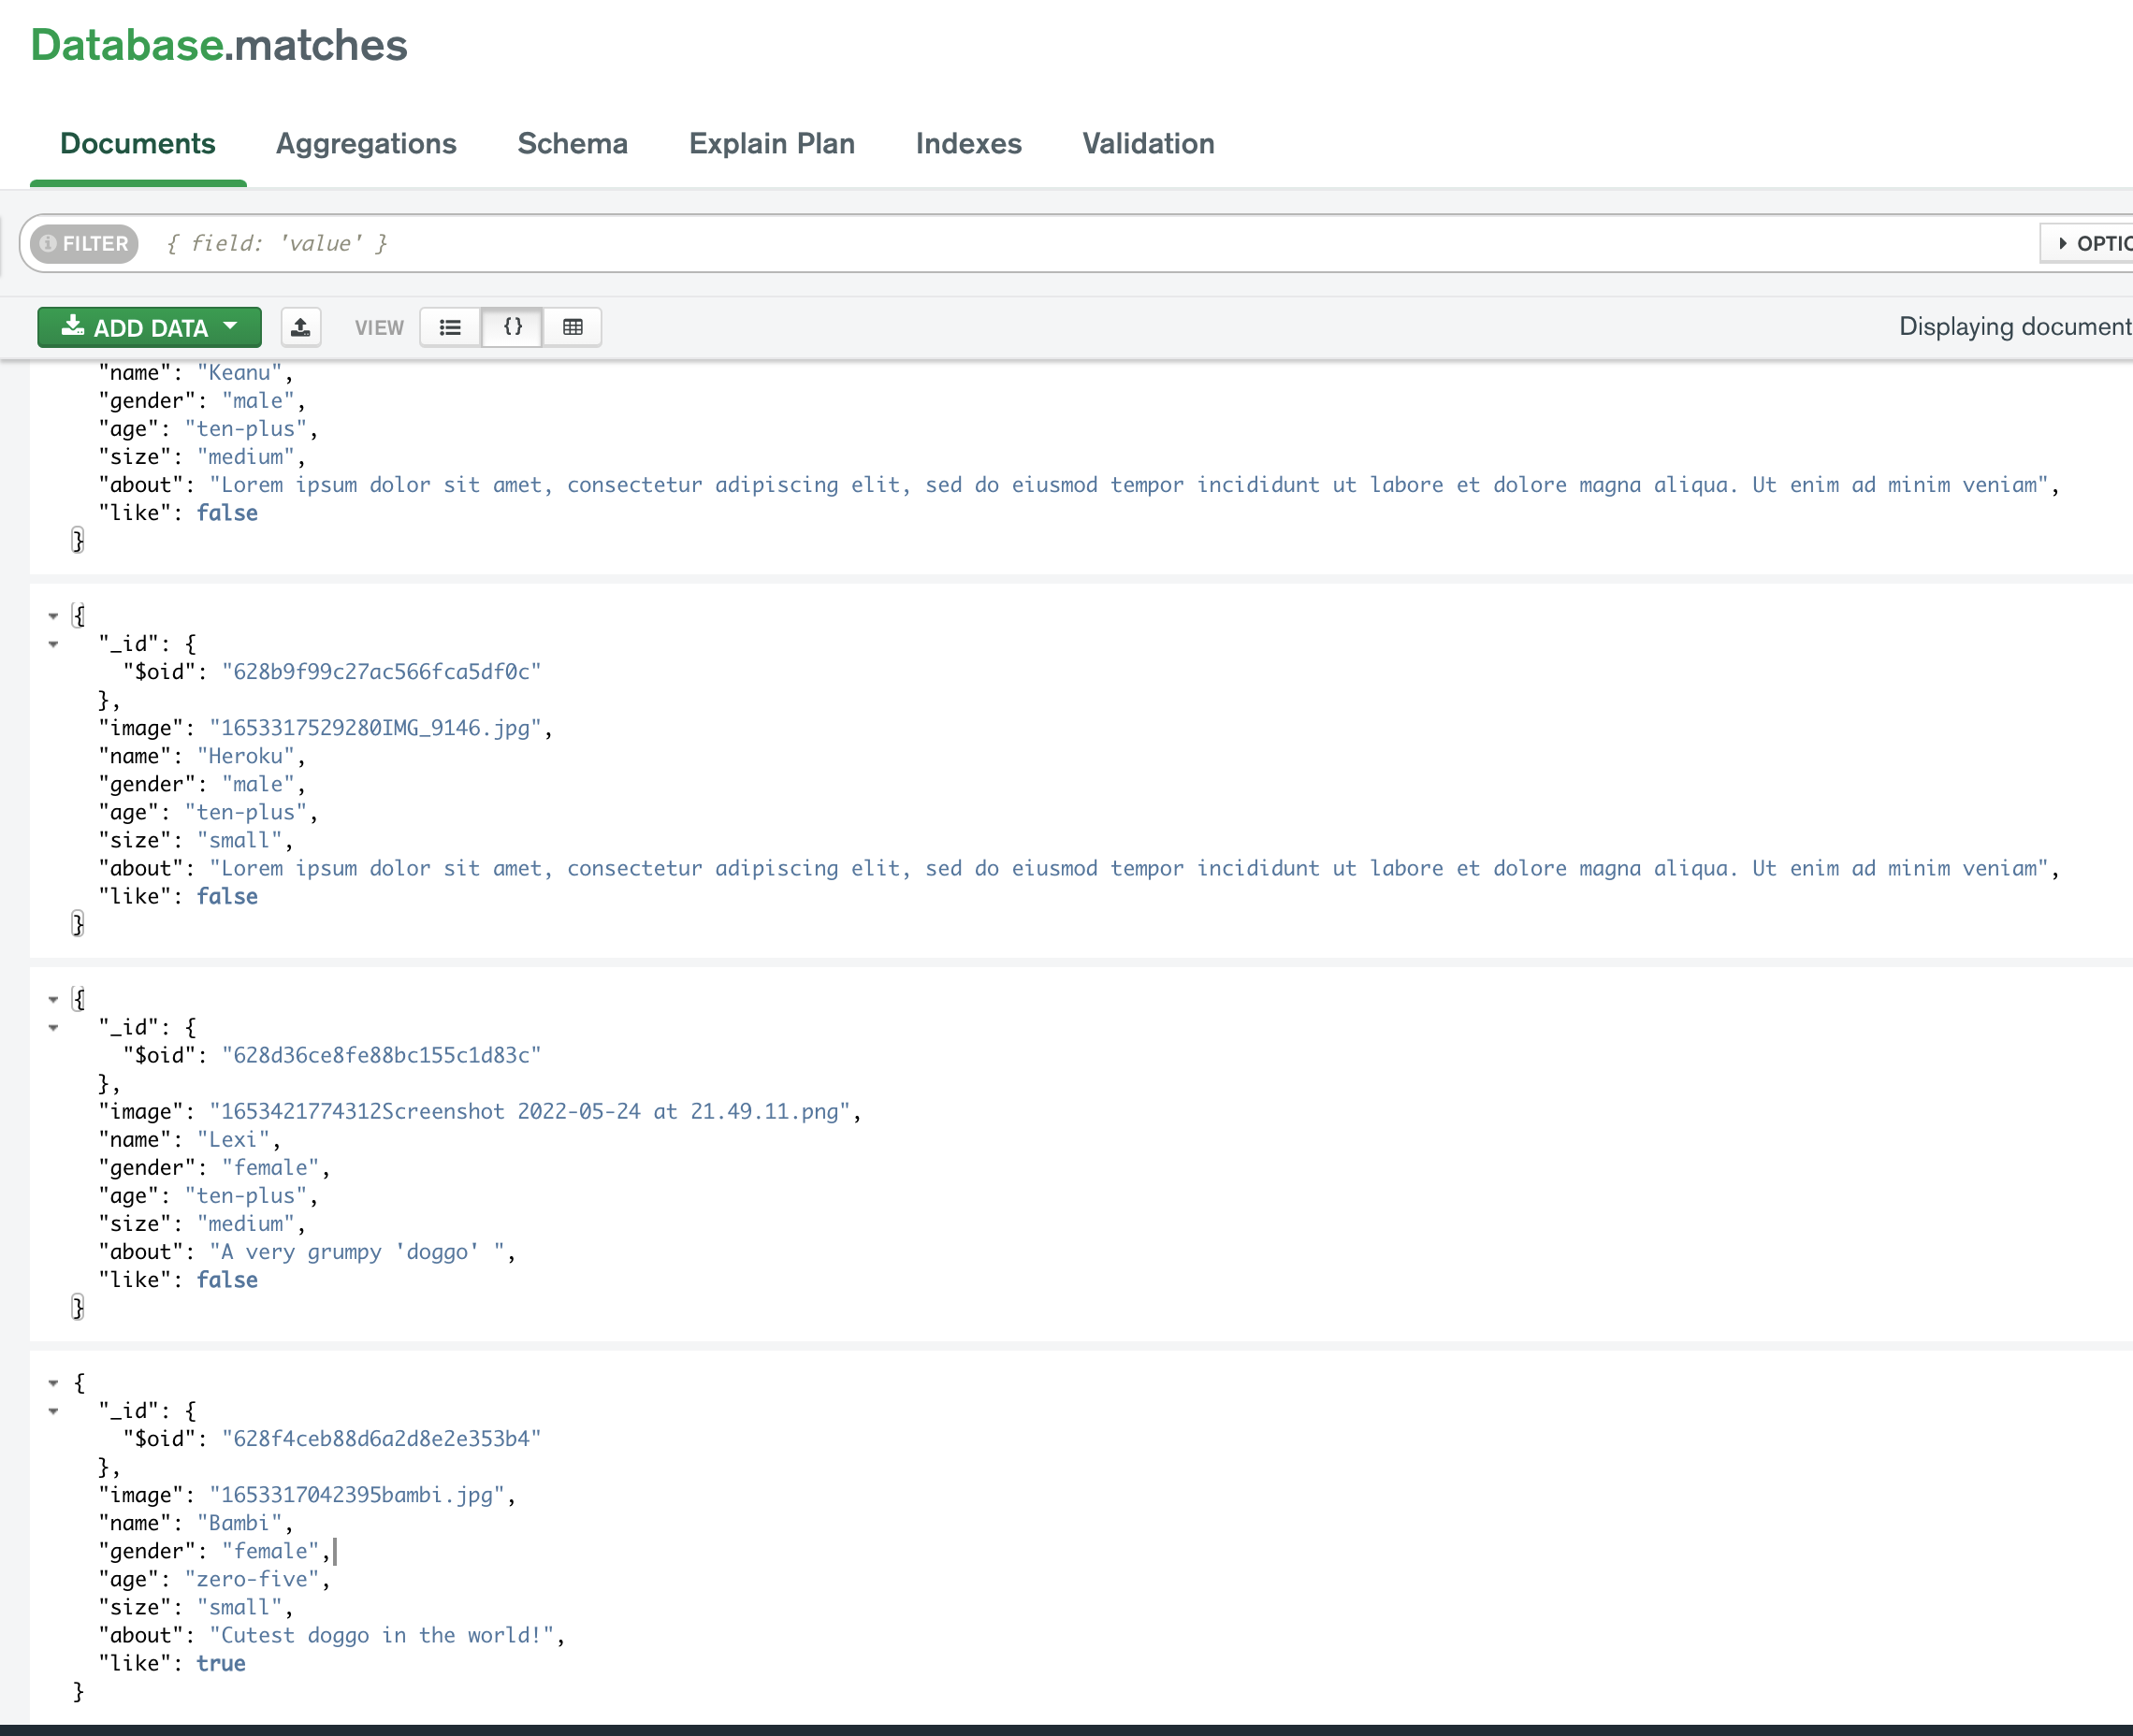 Database.matches
Documents Aggregations Schema Explain Plan Indexes Validation
FILTER { field: 'value' }
ADD DATA VIEW {} Displaying document
"name": "Keanu",
"gender": "male",
"age": "ten-plus",
"size": "medium",
"about": "Lorem ipsum dolor sit amet, consectetur adipiscing elit, sed do eiusmod tempor incididunt ut labore et dolore magna aliqua. Ut enim ad minim veniam",
"like": false
}
{
"_id": {
"$oid": "628b9f99c27ac566fca5df0c"
},
"image": "1653317529280IMG_9146.jpg",
"name": "Heroku",
"gender": "male",
"age": "ten-plus",
"size": "small",
"about": "Lorem ipsum dolor sit amet, consectetur adipiscing elit, sed do eiusmod tempor incididunt ut labore et dolore magna aliqua. Ut enim ad minim veniam",
"like": false
}
{
"_id": {
"$oid": "628d36ce8fe88bc155c1d83c"
},
"image": "1653421774312Screenshot 2022-05-24 at 21.49.11.png",
"name": "Lexi",
"gender": "female",
"age": "ten-plus",
"size": "medium",
"about": "A very grumpy 'doggo' ",
"like": false
}
{
"_id": {
"$oid": "628f4ceb88d6a2d8e2e353b4"
},
"image": "1653317042395bambi.jpg",
"name": "Bambi",
"gender": "female",
"age": "zero-five",
"size": "small",
"about": "Cutest doggo in the world!",
"like": true
}